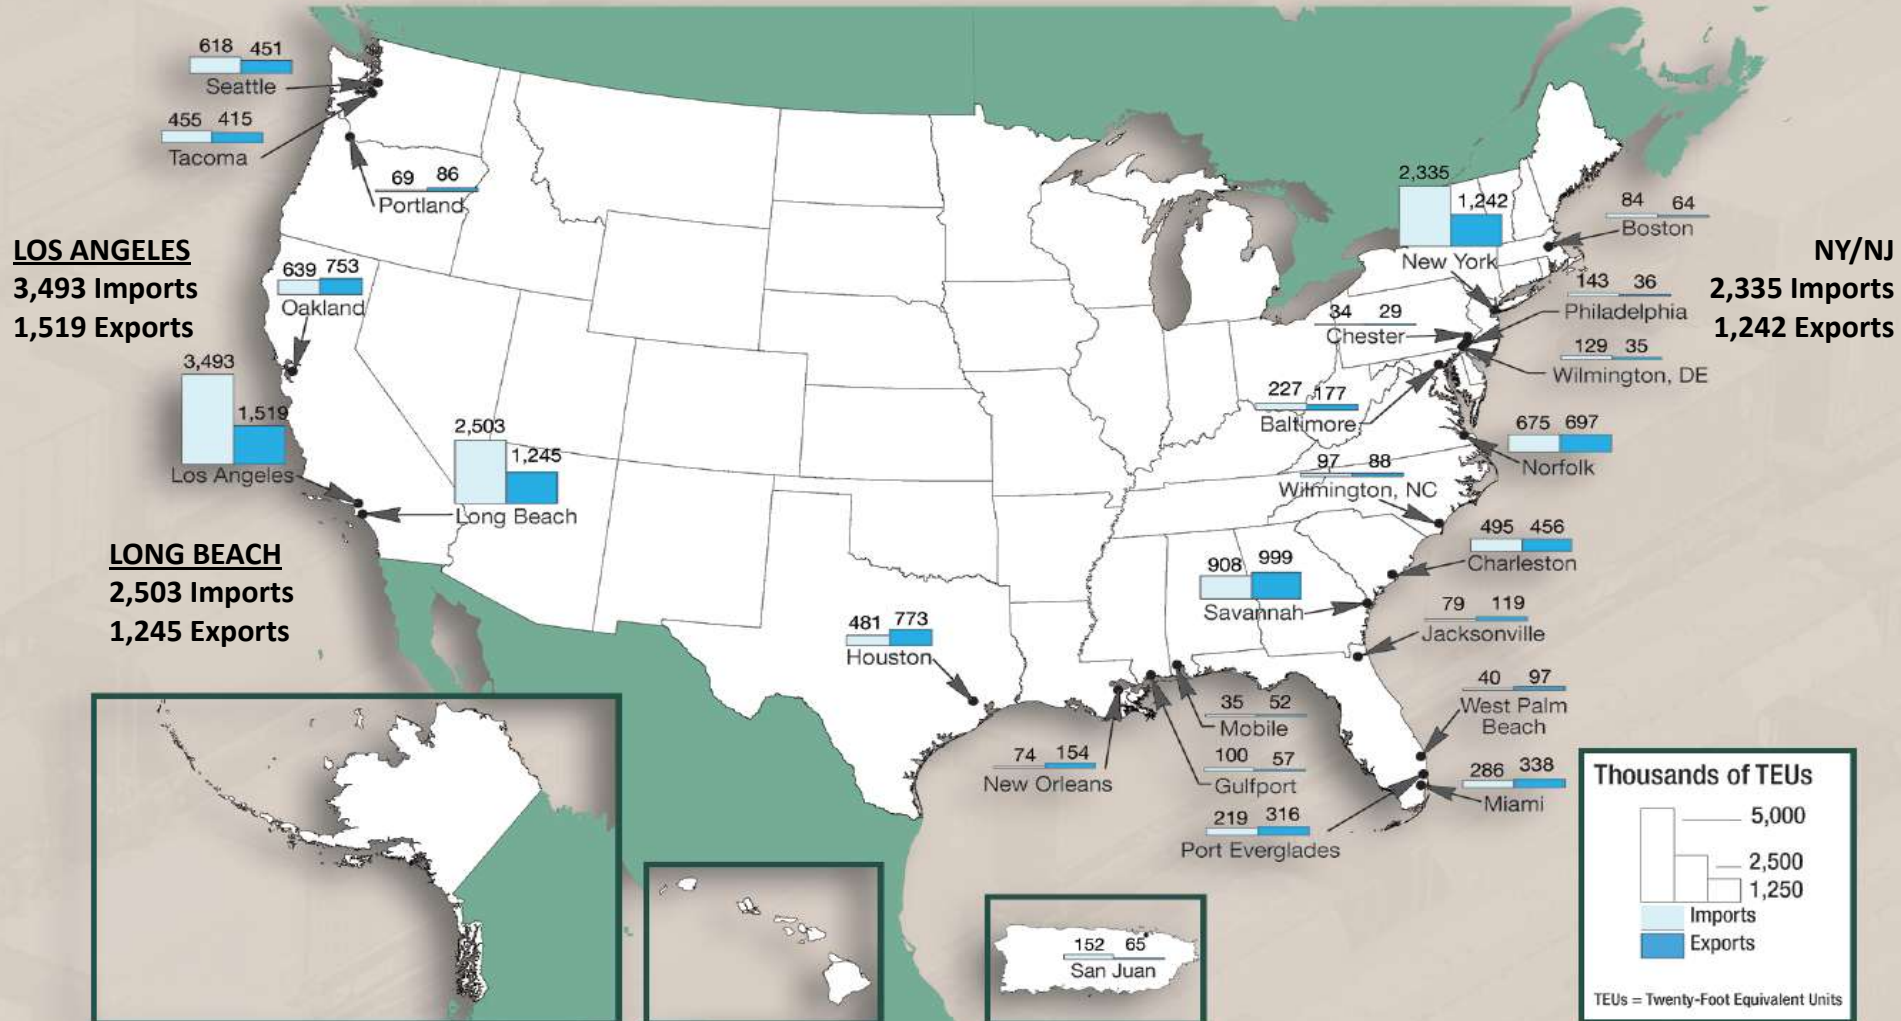 618 451
Seattle
455 415
Tacoma
69 86
Portland
LOS ANGELES
3,493 Imports
1,519 Exports
639 753
Oakland
3,493
1,519
Los Angeles
2,503
1,245
Long Beach
LONG BEACH
2,503 Imports
1,245 Exports
481 773
Houston
74 154
New Orleans
35 52
Mobile
100 57
Gulfport
219 316
Port Everglades
2,335
1,242
New York
84 64
Boston
NY/NJ
2,335 Imports
1,242 Exports
143 36
Philadelphia
34 29
Chester
129 35
Wilmington, DE
227 177
Baltimore
675 697
Norfolk
97 88
Wilmington, NC
495 456
Charleston
908 999
Savannah
79 119
Jacksonville
40 97
West Palm
Beach
286 338
Miami
152 65
San Juan
Thousands of TEUs
5,000
2,500
1,250
Imports
Exports
TEUs = Twenty-Foot Equivalent Units